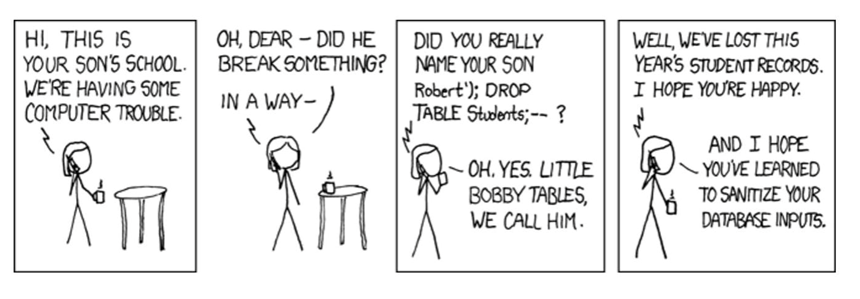 HI, THIS IS
YOUR SON'S SCHOOL.
WE'RE HAVING SOME
COMPUTER TROUBLE.
OH, DEAR – DID HE
BREAK SOMETHING?
IN A WAY–
DID YOU REALLY
NAME YOUR SON
Robert'); DROP
TABLE Students;-- ?
OH. YES. LITTLE
BOBBY TABLES,
WE CALL HIM.
WELL, WE'VE LOST THIS
YEAR'S STUDENT RECORDS.
I HOPE YOU'RE HAPPY.
AND I HOPE
YOU'VE LEARNED
TO SANITIZE YOUR
DATABASE INPUTS.